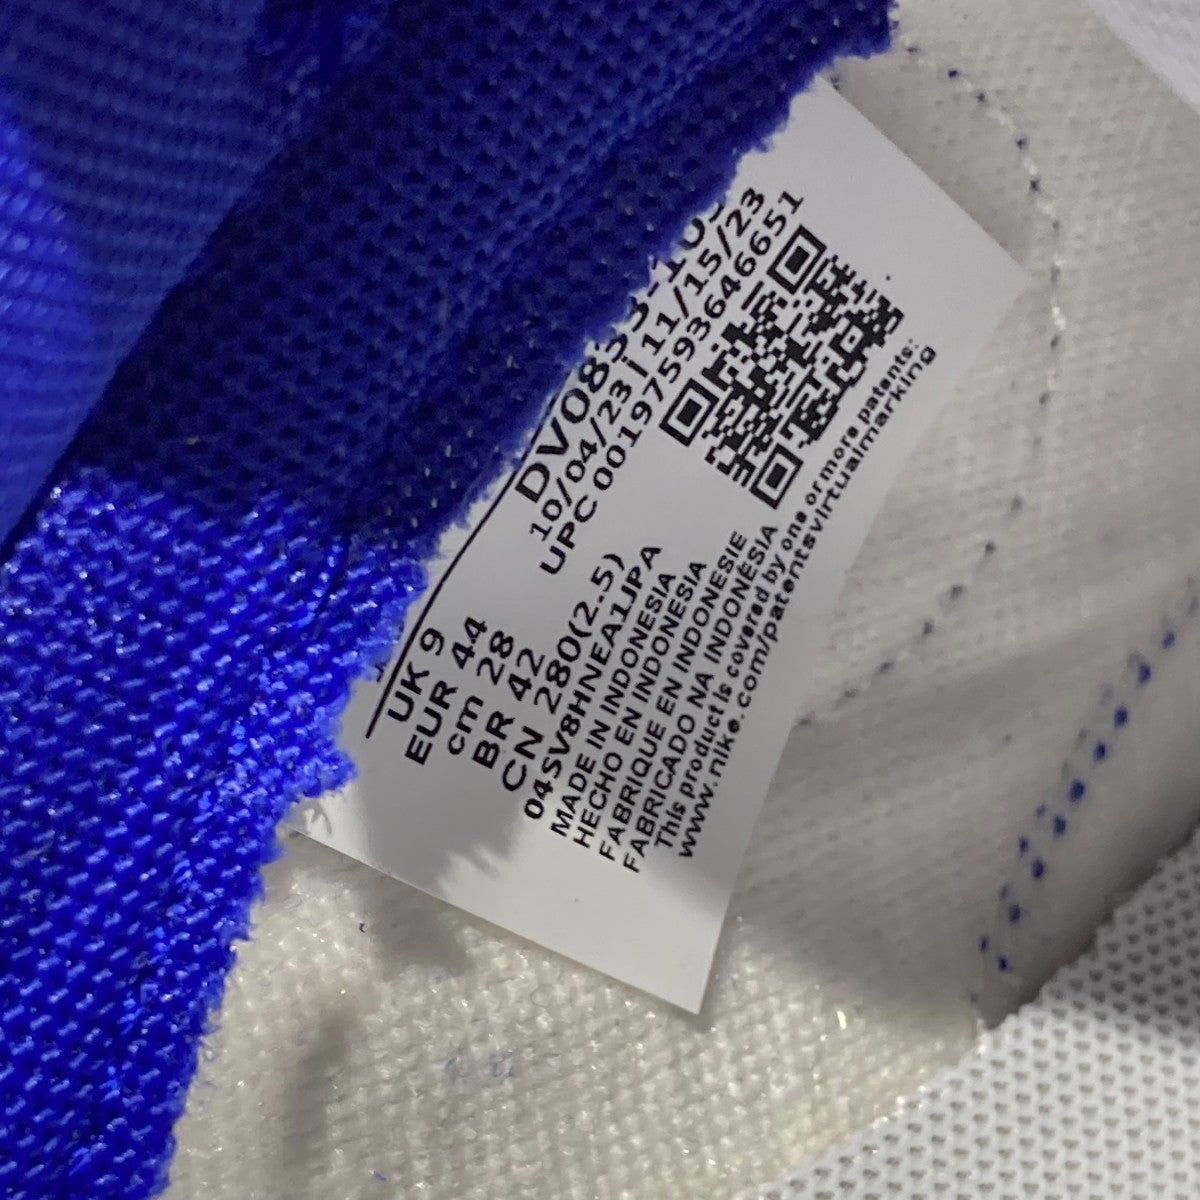 UK 9
EUR 44
cm 28
BR 42
CN 280(2.5)
10/04/23 | 11/15/23
UPC 00197593646651
04SV8HNEA1JPA
MADE IN INDONESIA
HECHO EN INDONESIA
FABRIQUE EN INDONESIE
FABRICADO NA INDONÉSIA
This product is covered by one or more patents:
www.nike.com/patentsvirtualmarking